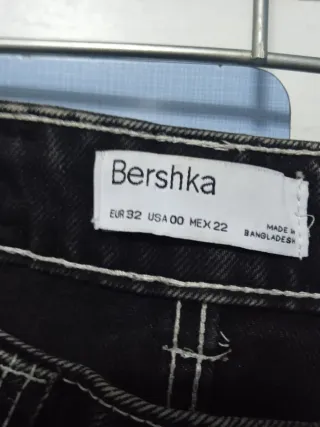 Bershka
EUR 32 USA 00 MEX 22
MADE IN
BANGLADESH